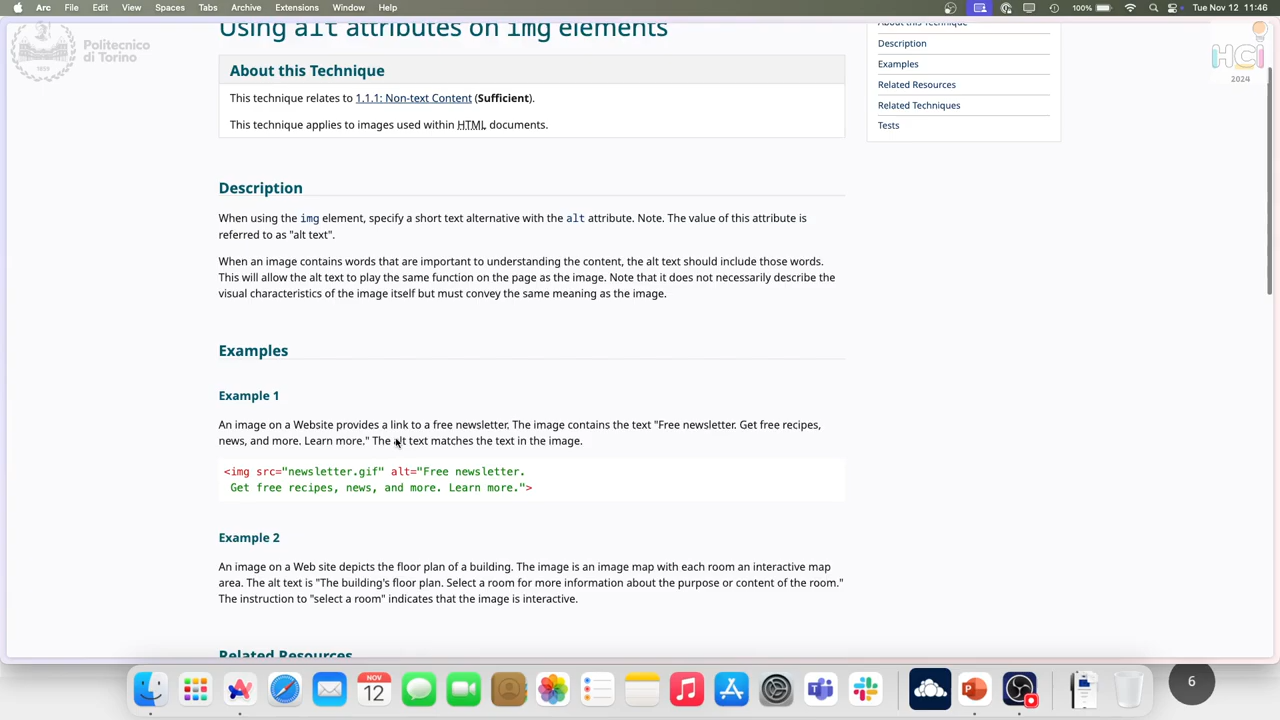 Arc File Edit View Spaces Tabs Archive Extensions Window Help Tue Nov 12 11:46
Politecnico
di Torino
1859
HCI
2024
Using alt attributes on img elements
About this Technique
This technique relates to 1.1.1: Non-text Content (Sufficient).
This technique applies to images used within HTML documents.
Description
When using the img element, specify a short text alternative with the alt attribute. Note. The value of this attribute is
referred to as "alt text".
When an image contains words that are important to understanding the content, the alt text should include those words.
This will allow the alt text to play the same function on the page as the image. Note that it does not necessarily describe the
visual characteristics of the image itself but must convey the same meaning as the image.
Examples
Example 1
An image on a Website provides a link to a free newsletter. The image contains the text "Free newsletter. Get free recipes,
news, and more. Learn more." The alt text matches the text in the image.
<img src="newsletter.gif" alt="Free newsletter.
Get free recipes, news, and more. Learn more.">
Example 2
An image on a Web site depicts the floor plan of a building. The image is an image map with each room an interactive map
area. The alt text is "The building's floor plan. Select a room for more information about the purpose or content of the room."
The instruction to "select a room" indicates that the image is interactive.
Related Resources
About this Technique
Description
Examples
Related Resources
Related Techniques
Tests
NOV
12
6